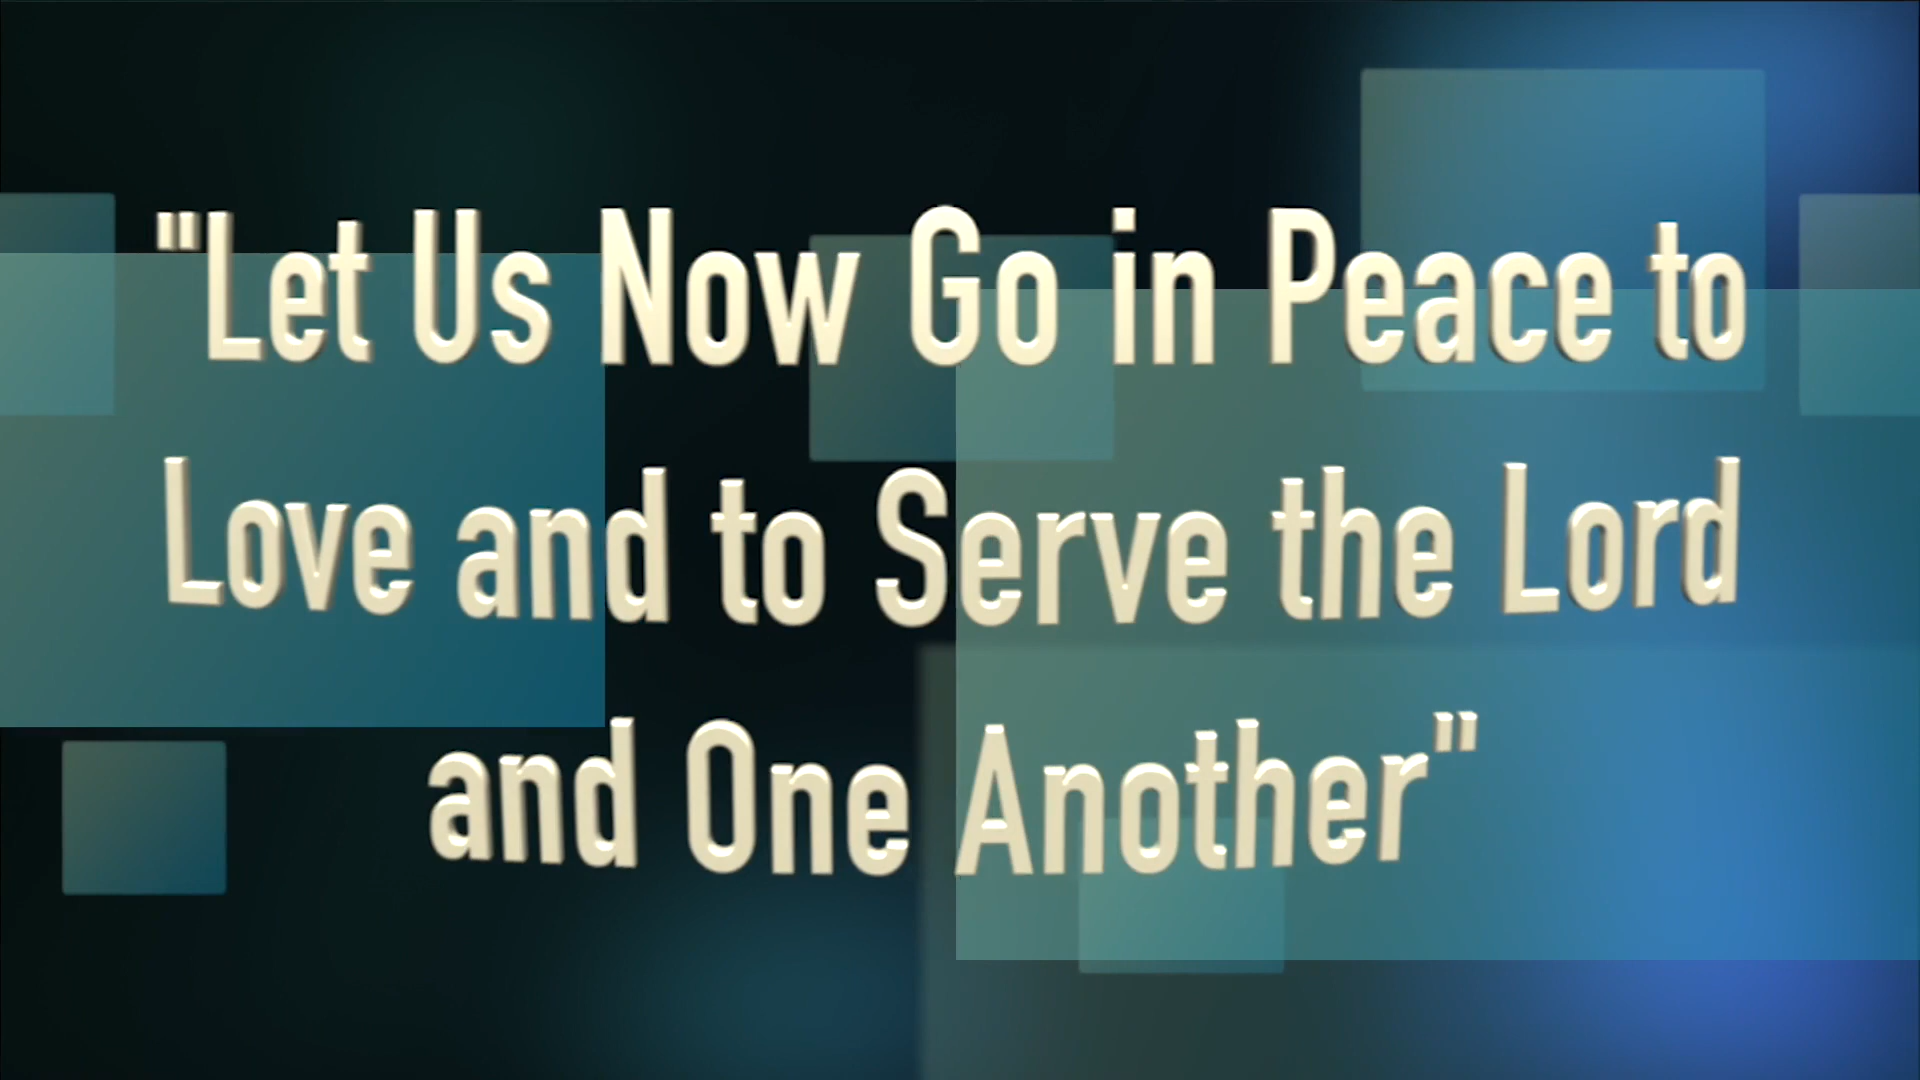 "Let Us Now Go in Peace to
Love and to Serve the Lord
and One Another"